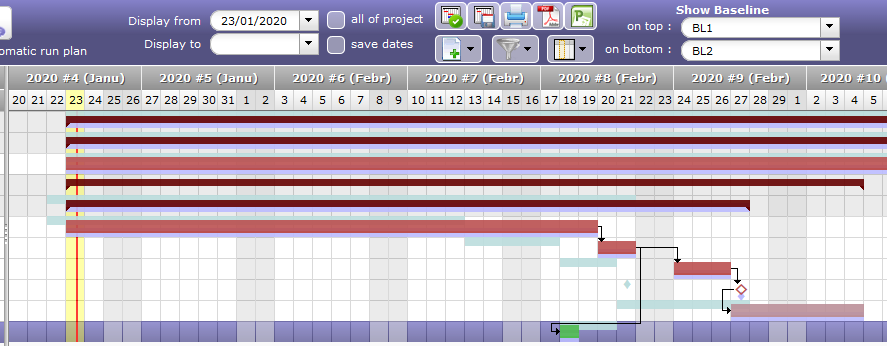 Display from 23/01/2020 all of project Show Baseline
on top : BL1
omatic run plan Display to save dates on bottom : BL2
2020 #4 (Janu) 2020 #5 (Janu) 2020 #6 (Febr) 2020 #7 (Febr) 2020 #8 (Febr) 2020 #9 (Febr) 2020 #10
20 21 22 23 24 25 26 27 28 29 30 31 1 2 3 4 5 6 7 8 9 10 11 12 13 14 15 16 17 18 19 20 21 22 23 24 25 26 27 28 29 1 2 3 4 5